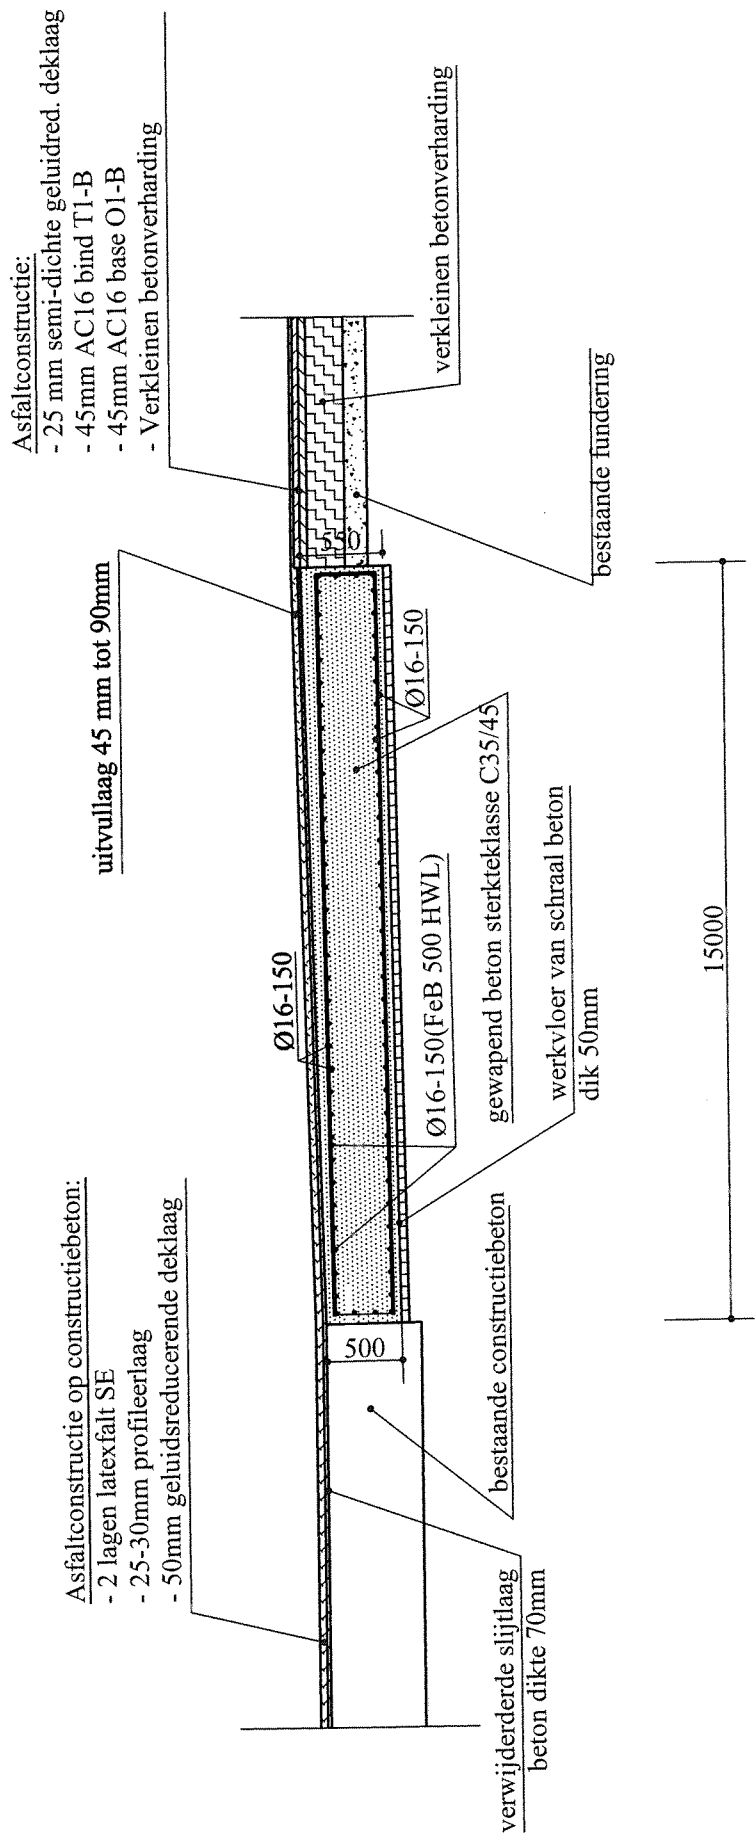 Asfaltconstructie op constructiebeton:
- 2 lagen latexfalt SE
- 25-30mm profileerlaag
- 50mm geluidsreducerende deklaag
uitvullaag 45 mm tot 90mm
Asfaltconstructie:
- 25 mm semi-dichte geluidred. deklaag
- 45mm AC16 bind T1-B
- 45mm AC16 base O1-B
- Verkleinen betonverharding
Ø16-150
500
550
Ø16-150
Ø16-150(FeB 500 HWL)
verkleinen betonverharding
gewapend beton sterkteklasse C35/45
bestaande fundering
bestaande constructiebeton
werkvloer van schraal beton
dik 50mm
verwijderderde slijtlaag
beton dikte 70mm
15000